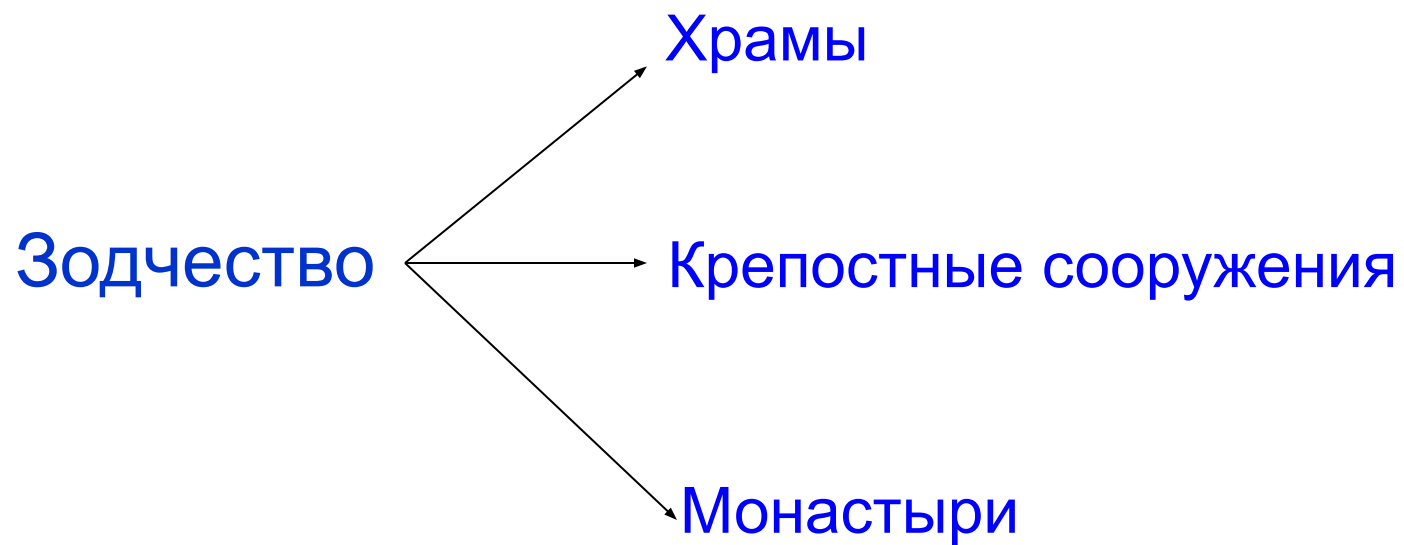 Храмы
Зодчество
Крепостные сооружения
Монастыри